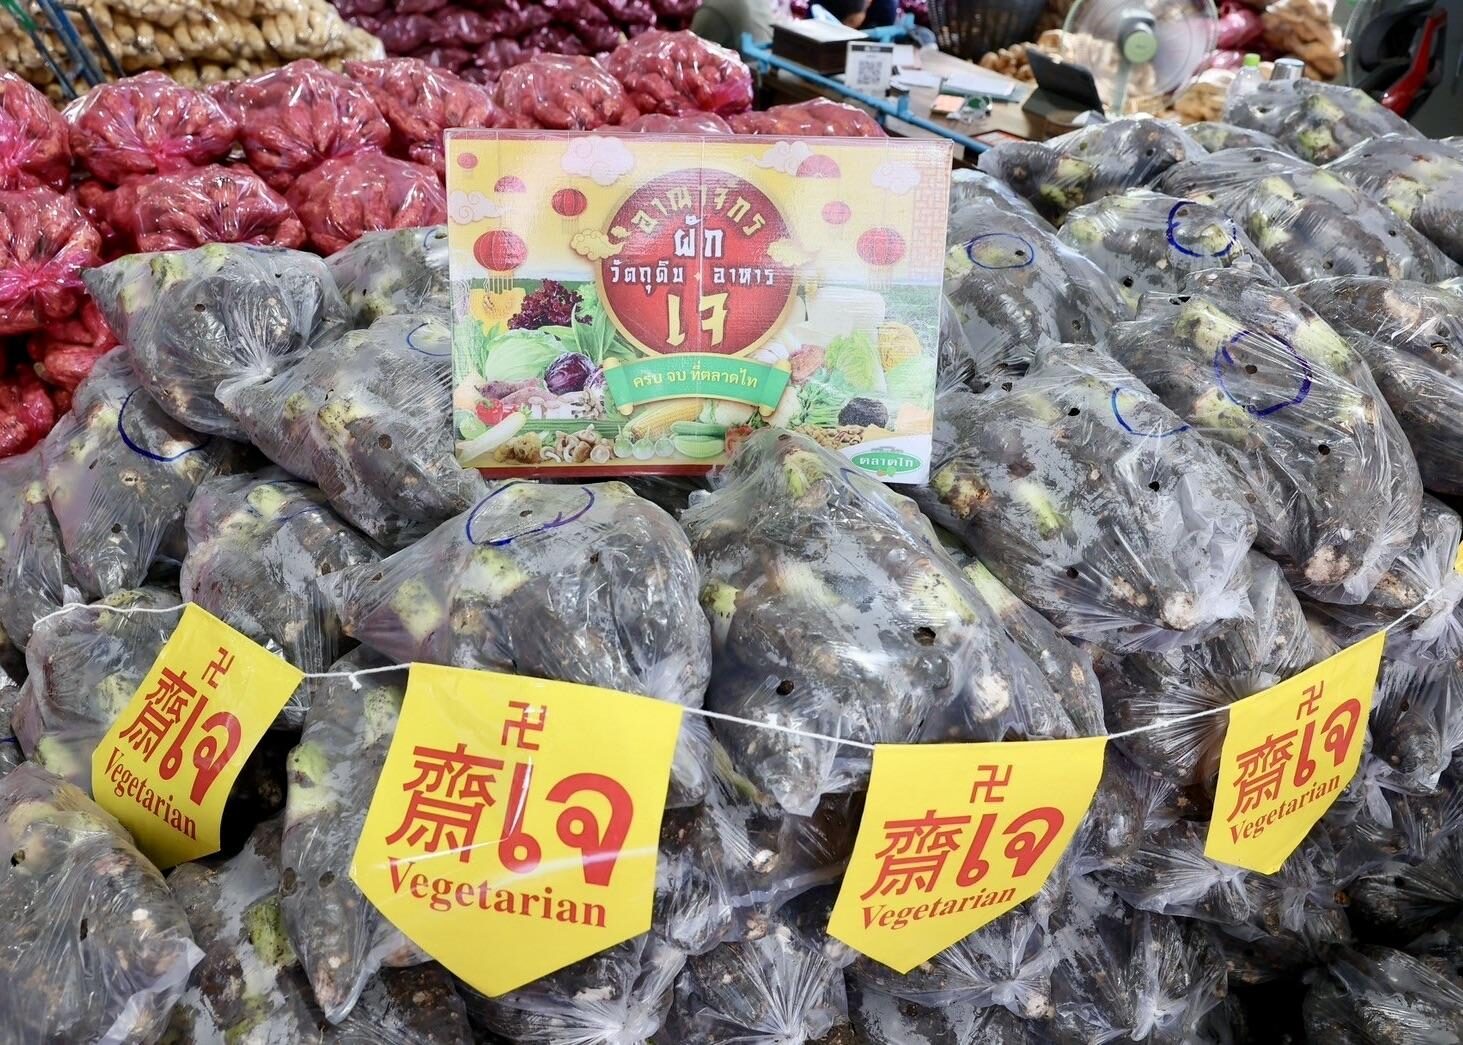 อาณาจักร
ผัก
วัตถุดิบ อาหาร
เจ
ครบ จบ ที่ตลาดไท
ตลาดไท
卍
齋เจ
Vegetarian
卍
齋เจ
Vegetarian
卍
齋เจ
Vegetarian
卍
齋เจ
Vegetarian